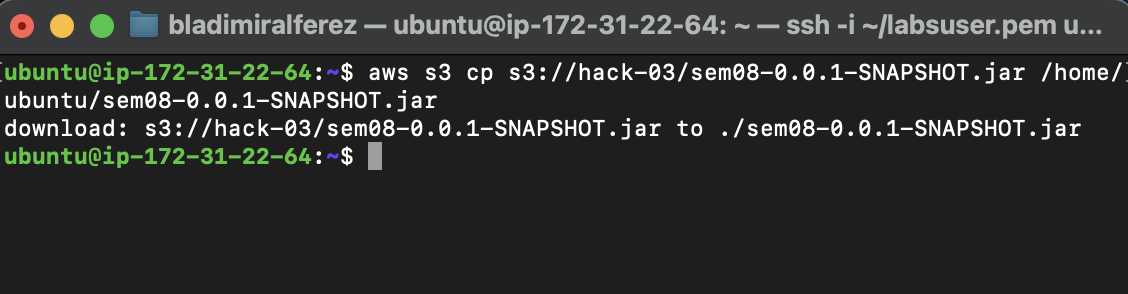 bladimiralferez — ubuntu@ip-172-31-22-64: ~ — ssh -i ~/labsuser.pem u...
[ubuntu@ip-172-31-22-64:~$ aws s3 cp s3://hack-03/sem08-0.0.1-SNAPSHOT.jar /home/]
ubuntu/sem08-0.0.1-SNAPSHOT.jar
download: s3://hack-03/sem08-0.0.1-SNAPSHOT.jar to ./sem08-0.0.1-SNAPSHOT.jar
ubuntu@ip-172-31-22-64:~$